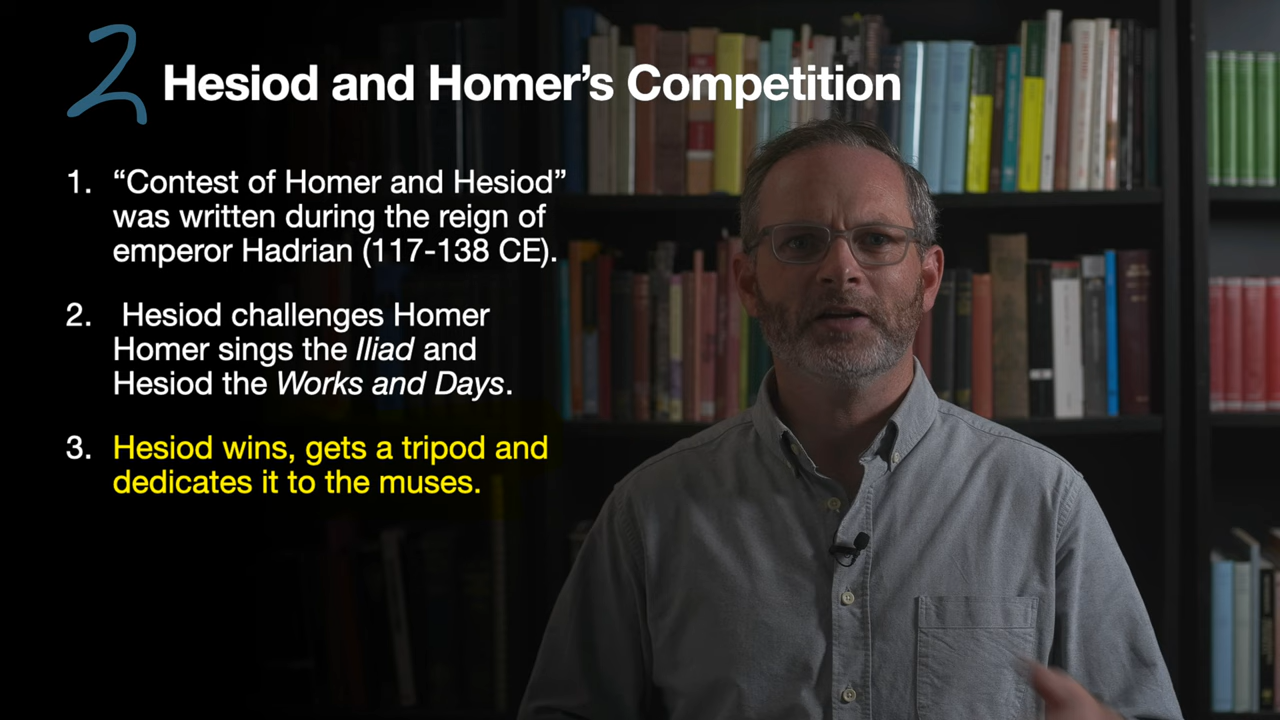 2 Hesiod and Homer’s Competition
1. “Contest of Homer and Hesiod”
was written during the reign of
emperor Hadrian (117-138 CE).
2. Hesiod challenges Homer
Homer sings the Iliad and
Hesiod the Works and Days.
3. Hesiod wins, gets a tripod and
dedicates it to the muses.